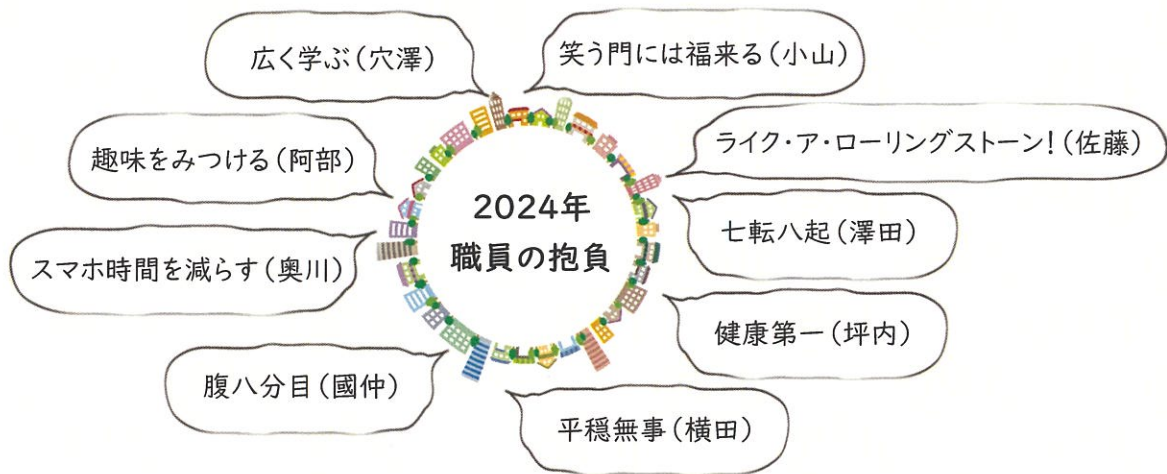 広く学ぶ(穴澤)
笑う門には福来る(小山)
趣味をみつける(阿部)
ライク・ア・ローリングストーン!(佐藤)
2024年
職員の抱負
七転八起(澤田)
スマホ時間を減らす(奥川)
健康第一(坪内)
腹八分目(國仲)
平穏無事(横田)